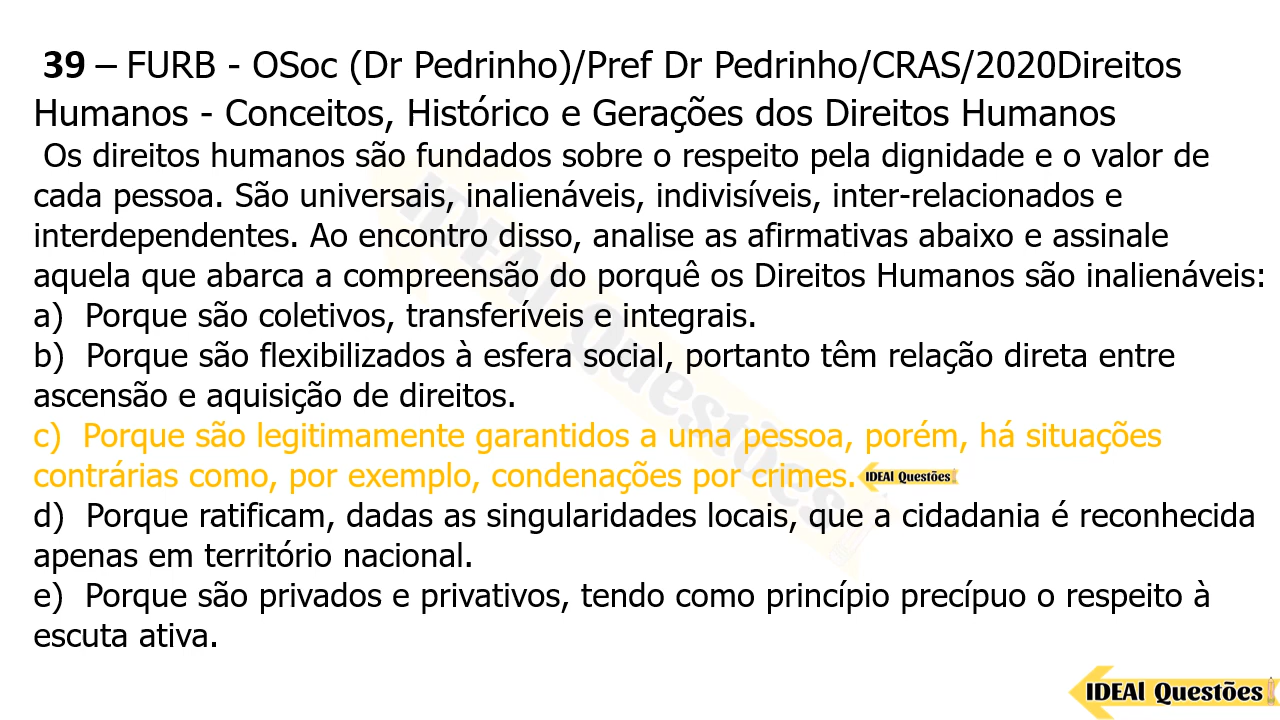 39 – FURB - OSoc (Dr Pedrinho)/Pref Dr Pedrinho/CRAS/2020Direitos
Humanos - Conceitos, Histórico e Gerações dos Direitos Humanos
Os direitos humanos são fundados sobre o respeito pela dignidade e o valor de
cada pessoa. São universais, inalienáveis, indivisíveis, inter-relacionados e
interdependentes. Ao encontro disso, analise as afirmativas abaixo e assinale
aquela que abarca a compreensão do porquê os Direitos Humanos são inalienáveis:
a) Porque são coletivos, transferíveis e integrais.
b) Porque são flexibilizados à esfera social, portanto têm relação direta entre
ascensão e aquisição de direitos.
c) Porque são legitimamente garantidos a uma pessoa, porém, há situações
contrárias como, por exemplo, condenações por crimes. IDEAl Questões
d) Porque ratificam, dadas as singularidades locais, que a cidadania é reconhecida
apenas em território nacional.
e) Porque são privados e privativos, tendo como princípio precípuo o respeito à
escuta ativa.
IDEAl Questões
IDEAl Questões